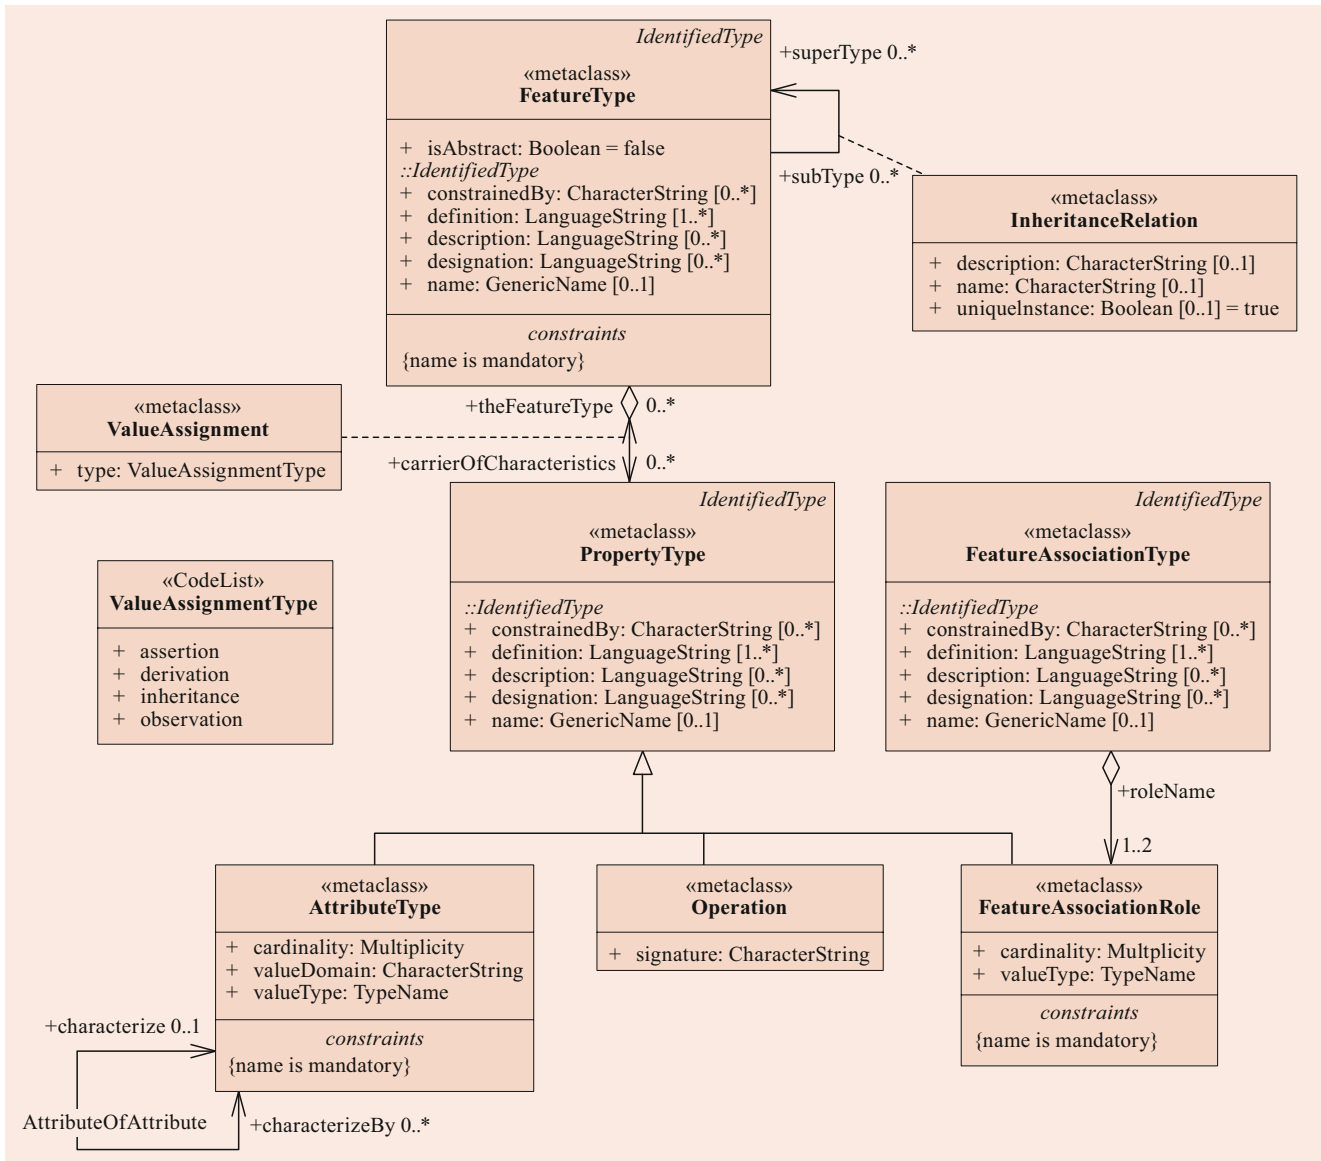 IdentifiedType
«metaclass»
FeatureType
+ isAbstract: Boolean = false
::IdentifiedType
+ constrainedBy: CharacterString [0..*]
+ definition: LanguageString [1..*]
+ description: LanguageString [0..*]
+ designation: LanguageString [0..*]
+ name: GenericName [0..1]
constraints
{name is mandatory}
+superType 0..*
+subType 0..*
«metaclass»
InheritanceRelation
+ description: CharacterString [0..1]
+ name: CharacterString [0..1]
+ uniqueInstance: Boolean [0..1] = true
+theFeatureType 0..*
+carrierOfCharacteristics 0..*
«metaclass»
ValueAssignment
+ type: ValueAssignmentType
«CodeList»
ValueAssignmentType
+ assertion
+ derivation
+ inheritance
+ observation
IdentifiedType
«metaclass»
PropertyType
::IdentifiedType
+ constrainedBy: CharacterString [0..*]
+ definition: LanguageString [1..*]
+ description: LanguageString [0..*]
+ designation: LanguageString [0..*]
+ name: GenericName [0..1]
IdentifiedType
«metaclass»
FeatureAssociationType
::IdentifiedType
+ constrainedBy: CharacterString [0..*]
+ definition: LanguageString [1..*]
+ description: LanguageString [0..*]
+ designation: LanguageString [0..*]
+ name: GenericName [0..1]
+roleName
1..2
«metaclass»
AttributeType
+ cardinality: Multiplicity
+ valueDomain: CharacterString
+ valueType: TypeName
constraints
{name is mandatory}
«metaclass»
Operation
+ signature: CharacterString
«metaclass»
FeatureAssociationRole
+ cardinality: Multplicity
+ valueType: TypeName
constraints
{name is mandatory}
+characterize 0..1
AttributeOfAttribute
+characterizeBy 0..*